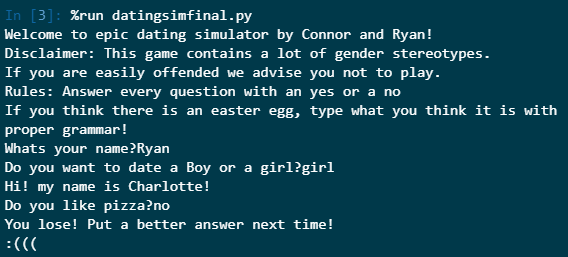 In [3]: %run datingsimfinal.py
Welcome to epic dating simulator by Connor and Ryan!
Disclaimer: This game contains a lot of gender stereotypes.
If you are easily offended we advise you not to play.
Rules: Answer every question with an yes or a no
If you think there is an easter egg, type what you think it is with
proper grammar!
Whats your name?Ryan
Do you want to date a Boy or a girl?girl
Hi! my name is Charlotte!
Do you like pizza?no
You lose! Put a better answer next time!
:(((